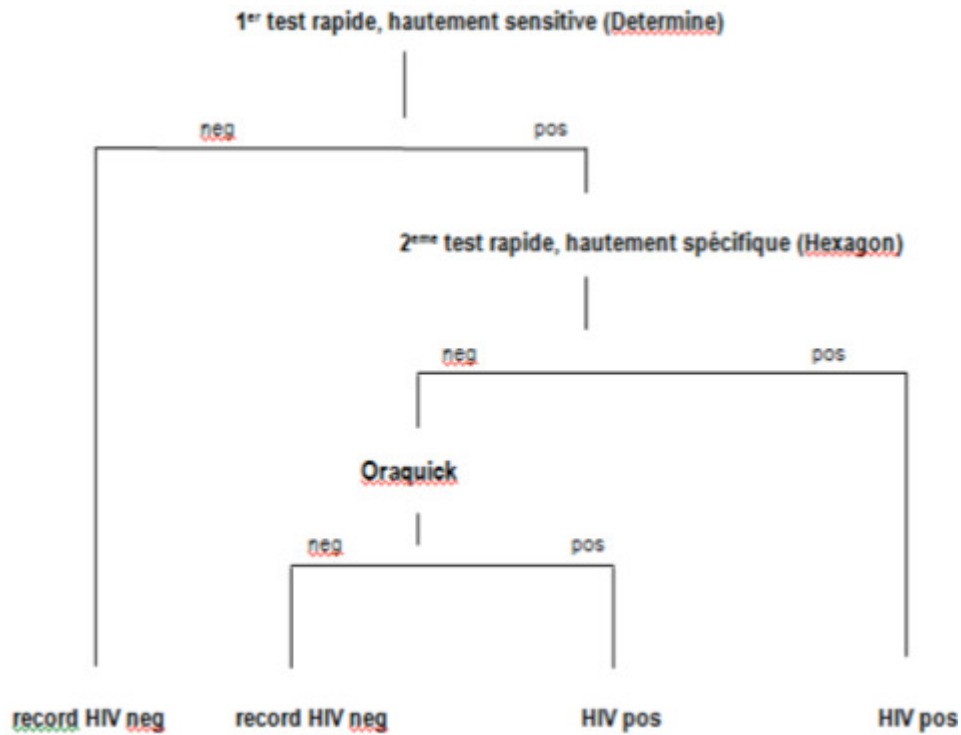 1er test rapide, hautement sensitive (Determine)
neg pos
2eme test rapide, hautement spécifique (Hexagon)
neg pos
Oraquick
neg pos
record HIV neg record HIV neg HIV pos HIV pos